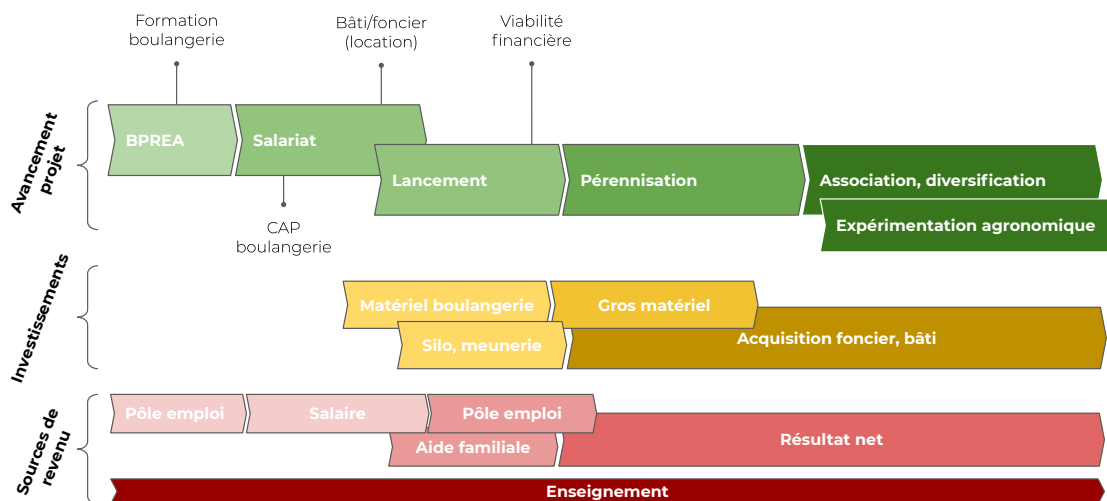 Formation
boulangerie
Bâti/foncier
(location)
Viabilité
financière
Avancement
projet
BPREA
Salariat
Lancement
Pérennisation
Association, diversification
Expérimentation agronomique
CAP
boulangerie
Investissements
Matériel boulangerie
Gros matériel
Silo, meunerie
Acquisition foncier, bâti
Sources de
revenu
Pôle emploi
Salaire
Pôle emploi
Aide familiale
Résultat net
Enseignement